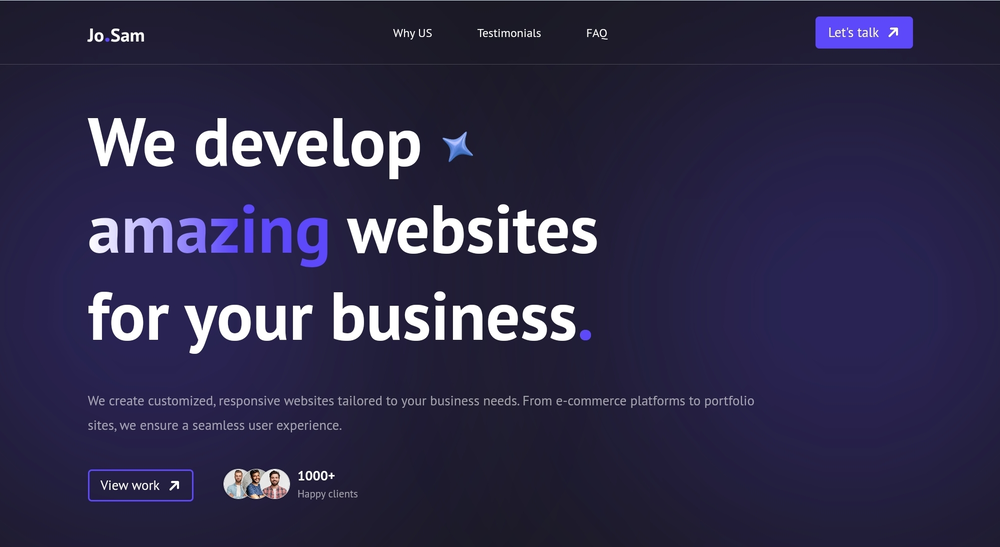 Jo.Sam
Why US
Testimonials
FAQ
Let's talk
We develop
amazing websites
for your business.
We create customized, responsive websites tailored to your business needs. From e-commerce platforms to portfolio
sites, we ensure a seamless user experience.
View work
1000+
Happy clients